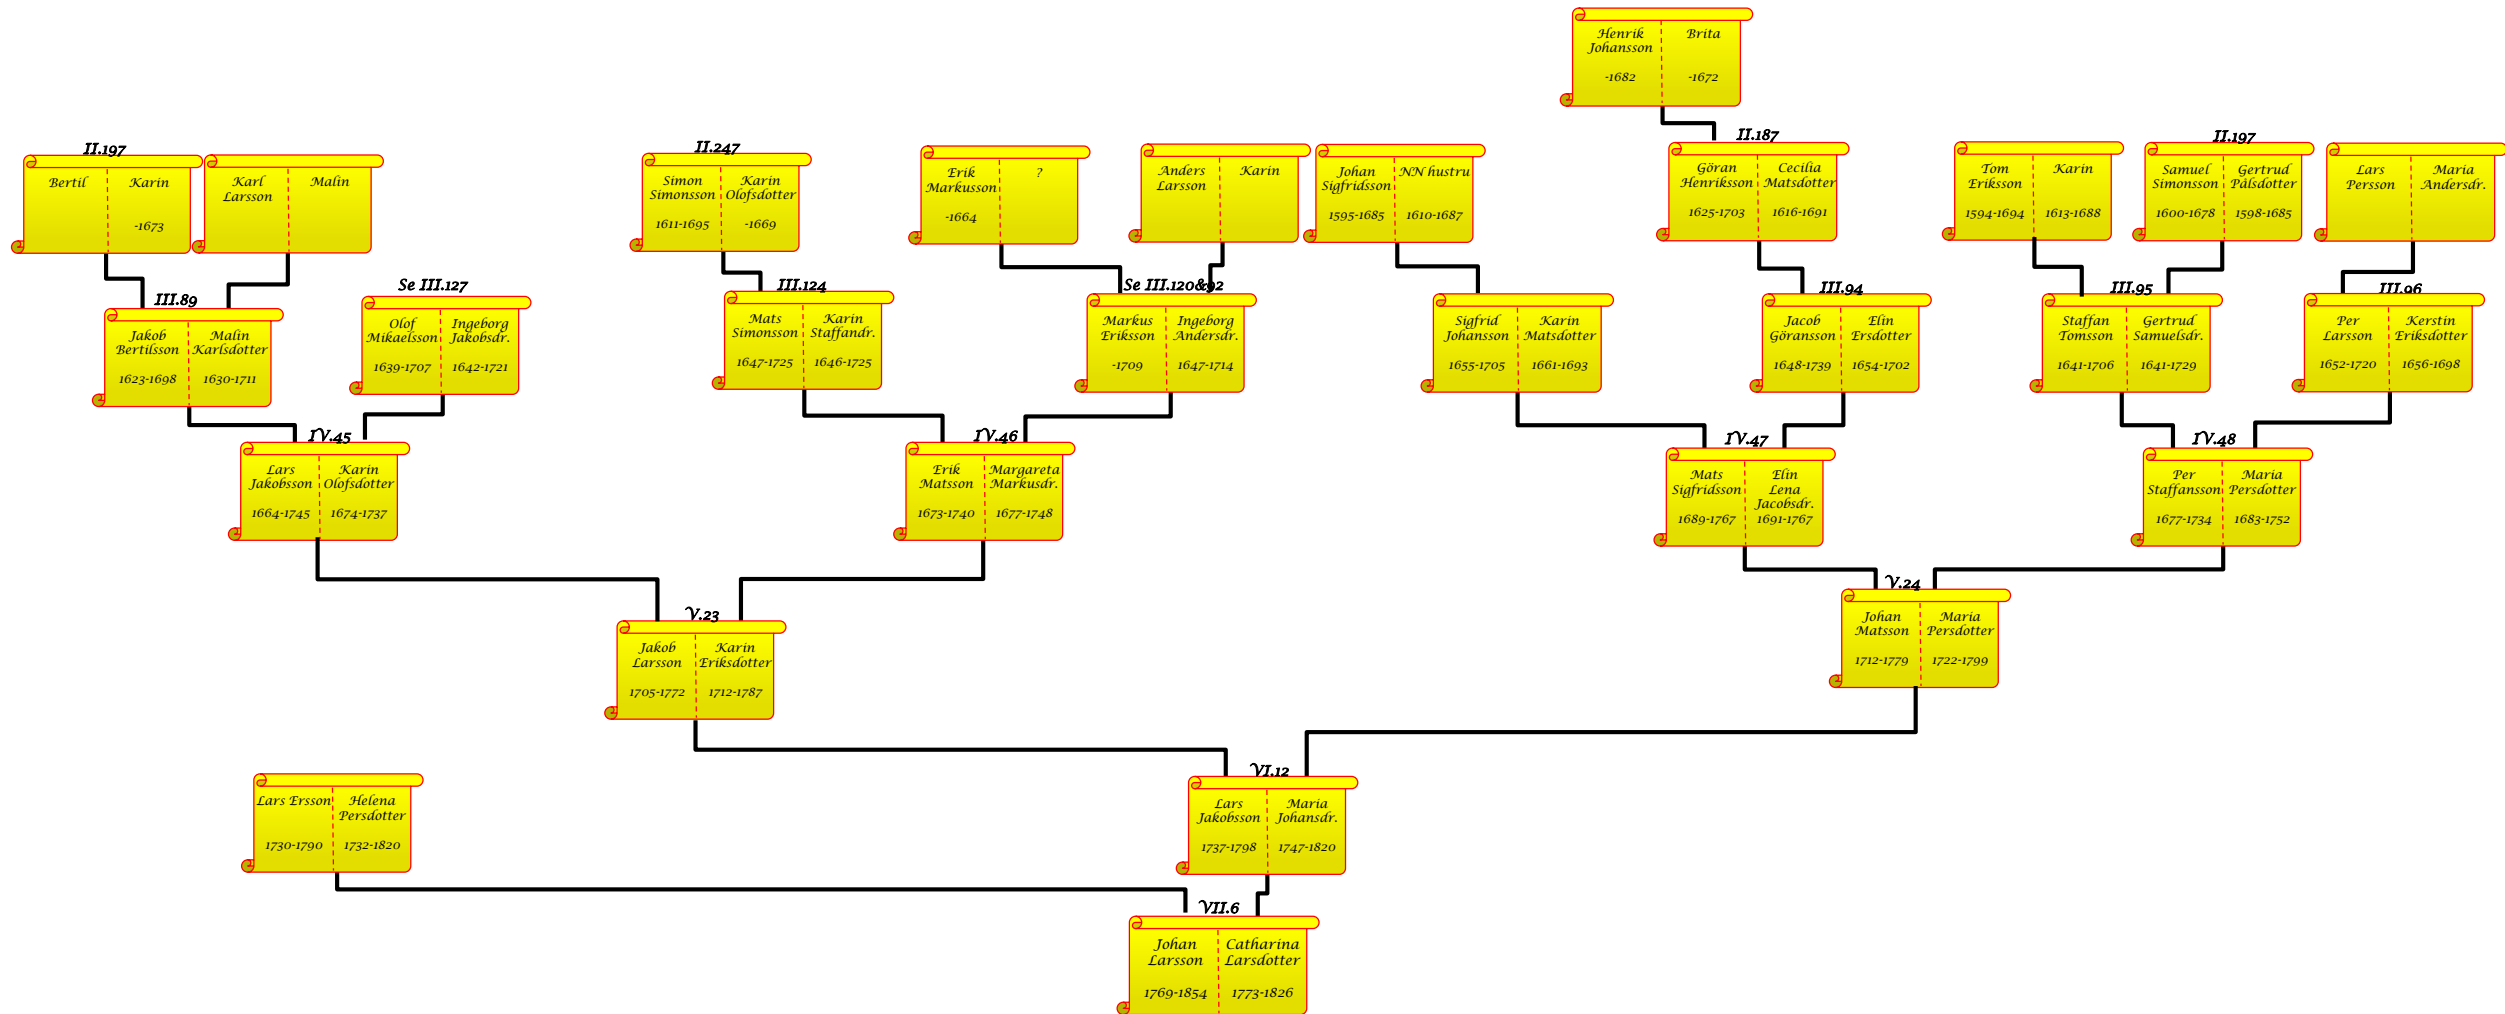 Henrik
Johansson
-1682
Brita
-1672
II.197
Bertil
Karin
-1673
Karl
Larsson
Malin
II.247
Simon
Simonsson
1611-1695
Karin
Olofsdotter
-1669
Erik
Markusson
-1664
?
Anders
Larsson
Karin
Johan
Sigfridsson
1595-1685
NN hustru
1610-1687
II.187
Göran
Henriksson
1625-1703
Cecilia
Matsdotter
1616-1691
Tom
Eriksson
1594-1694
Karin
1613-1688
II.197
Samuel
Simonsson
1600-1678
Gertrud
Pålsdotter
1598-1685
Lars
Persson
Maria
Andersdr.
III.89
Jakob
Bertilsson
1623-1698
Malin
Karlsdotter
1630-1711
Se III.127
Olof
Mikaelsson
1639-1707
Ingeborg
Jakobsdr.
1642-1721
III.124
Mats
Simonsson
1647-1725
Karin
Staffandr.
1646-1725
Se III.120&92
Markus
Eriksson
-1709
Ingeborg
Andersdr.
1647-1714
Sigfrid
Johansson
1655-1705
Karin
Matsdotter
1661-1693
III.94
Jacob
Göransson
1648-1739
Elin
Ersdotter
1654-1702
III.95
Staffan
Tomsson
1641-1706
Gertrud
Samuelsdr.
1641-1729
III.96
Per
Larsson
1652-1720
Kerstin
Eriksdotter
1656-1698
IV.45
Lars
Jakobsson
1664-1745
Karin
Olofsdotter
1674-1737
IV.46
Erik
Matsson
1673-1740
Margareta
Markusdr.
1677-1748
IV.47
Mats
Sigfridsson
1689-1767
Elin
Lena
Jacobsdr.
1691-1767
IV.48
Per
Staffansson
1677-1734
Maria
Persdotter
1683-1752
V.23
Jakob
Larsson
1705-1772
Karin
Eriksdotter
1712-1787
V.24
Johan
Matsson
1712-1779
Maria
Persdotter
1722-1799
Lars Ersson
1730-1790
Helena
Persdotter
1732-1820
VI.12
Lars
Jakobsson
1737-1798
Maria
Johansdr.
1747-1820
VII.6
Johan
Larsson
1769-1854
Catharina
Larsdotter
1773-1826